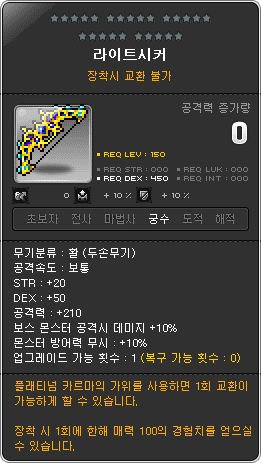 라이트시커
장착시 교환 불가
공격력 증가량
0
REQ LEV : 150
REQ STR : 000 REQ LUK : 000
REQ DEX : 450 REQ INT : 000
0 + 10 % + 10 %
초보자 전사 마법사 궁수 도적 해적
무기분류 : 활 (두손무기)
공격속도 : 보통
STR : +20
DEX : +50
공격력 : +210
보스 몬스터 공격시 데미지 +10%
몬스터 방어력 무시 : +10%
업그레이드 가능 횟수 : 1 (복구 가능 횟수 : 0)
플래티넘 카르마의 가위를 사용하면 1회 교환이
가능하게 할 수 있습니다.
장착 시 1회에 한해 매력 100의 경험치를 얻으실
수 있습니다.